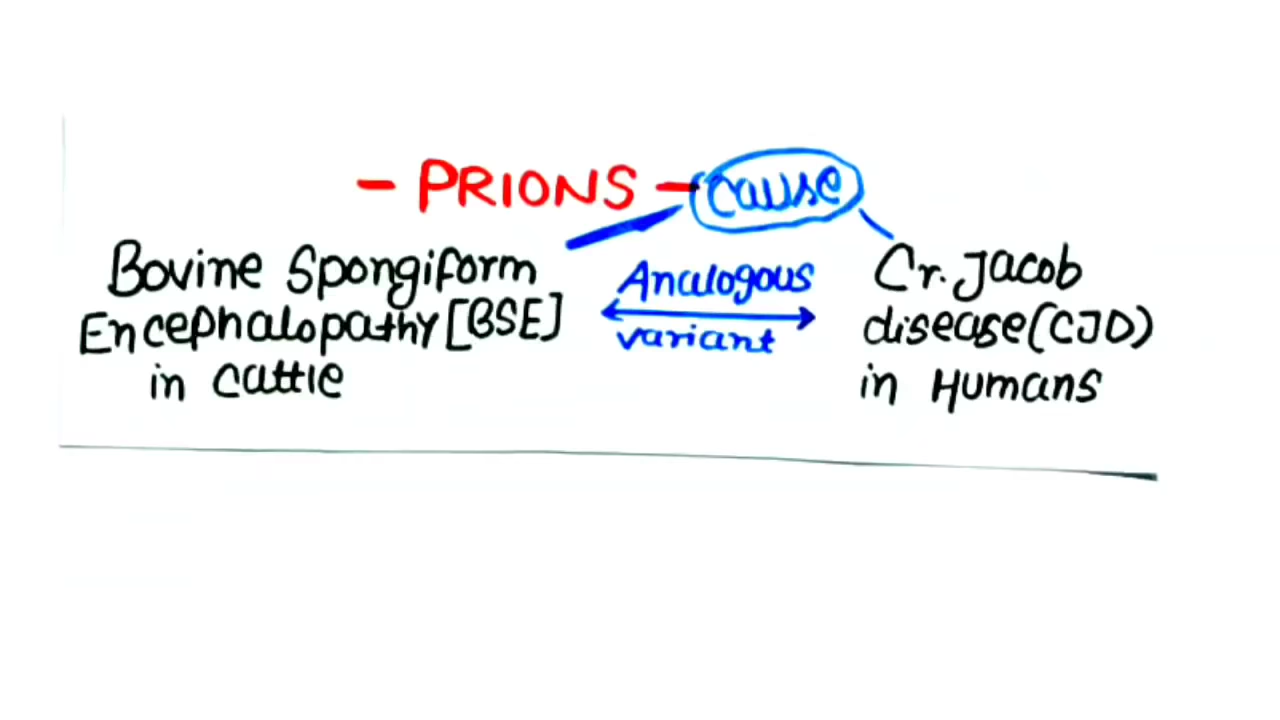 - PRIONS - cause
Bovine Spongiform
Encephalopathy [BSE]
in cattle
Analogous
variant
Cr. Jacob
disease (CJD)
in Humans